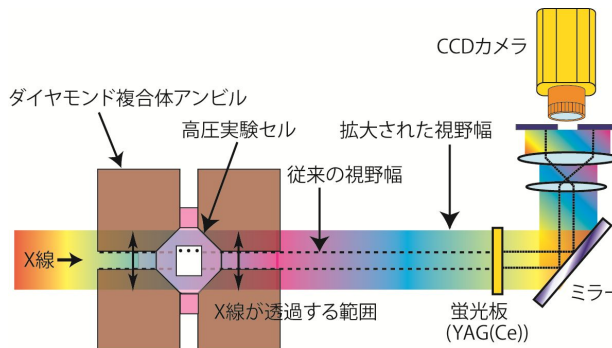 CCDカメラ
ダイヤモンド複合体アンビル
高圧実験セル
拡大された視野幅
従来の視野幅
X線
X線が透過する範囲
蛍光板
(YAG(Ce))
ミラー